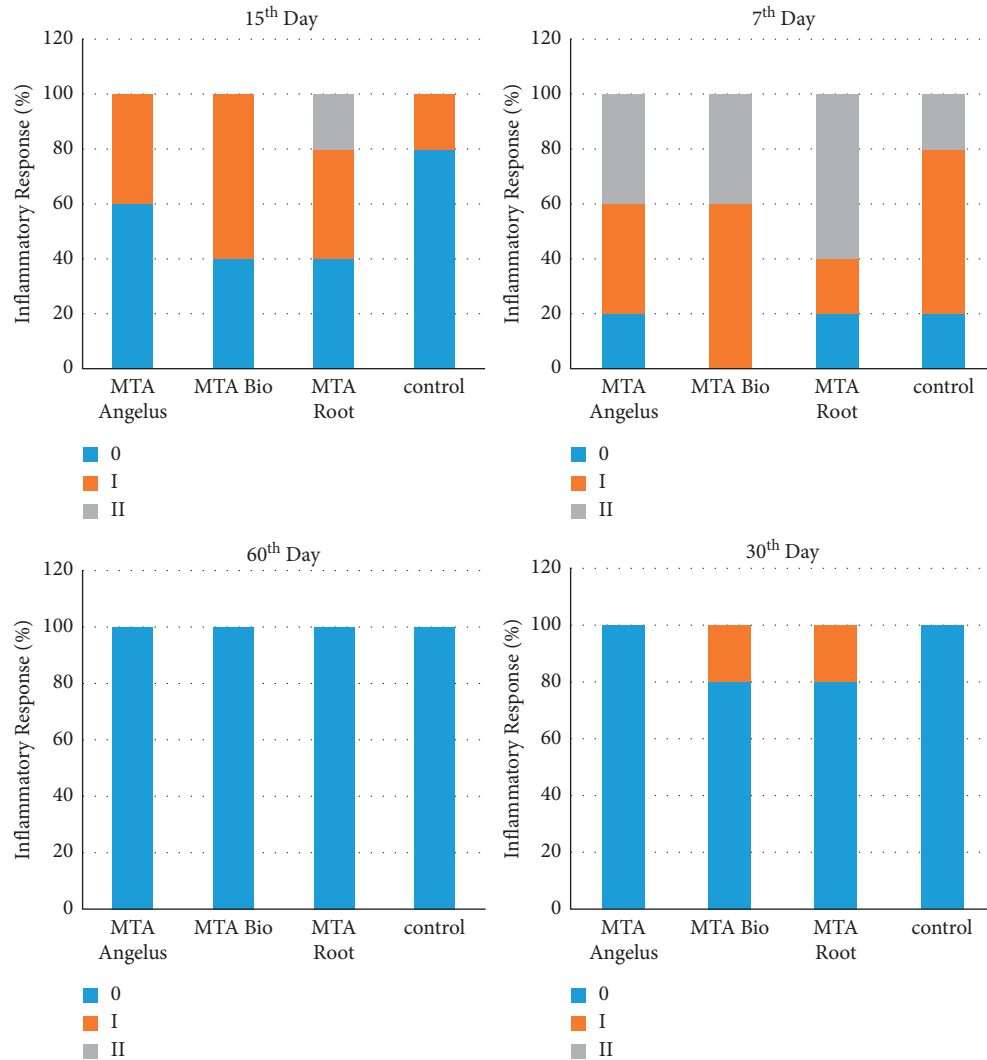 15th Day
Inflammatory Response (%)
120
100
80
60
40
20
0
MTA
Angelus
MTA Bio
MTA
Root
control
0
I
II
7th Day
Inflammatory Response (%)
120
100
80
60
40
20
0
MTA
Angelus
MTA Bio
MTA
Root
control
0
I
II
60th Day
Inflammatory Response (%)
120
100
80
60
40
20
0
MTA
Angelus
MTA Bio
MTA
Root
control
0
I
II
30th Day
Inflammatory Response (%)
120
100
80
60
40
20
0
MTA
Angelus
MTA Bio
MTA
Root
control
0
I
II